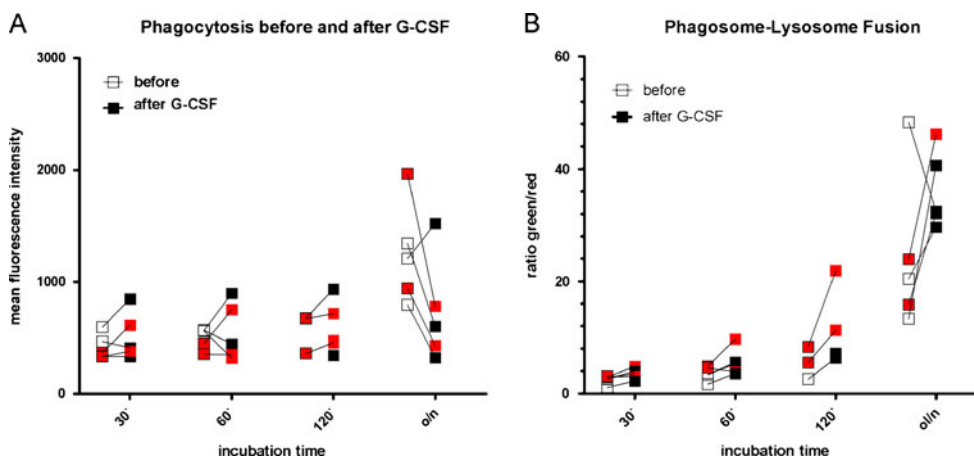 A
Phagocytosis before and after G-CSF
mean fluorescence intensity
3000
2000
1000
0
before
after G-CSF
30'
60'
120'
o/n
incubation time
B
Phagosome-Lysosome Fusion
ratio green/red
60
40
20
0
before
after G-CSF
30'
60'
120'
ol/n
incubation time